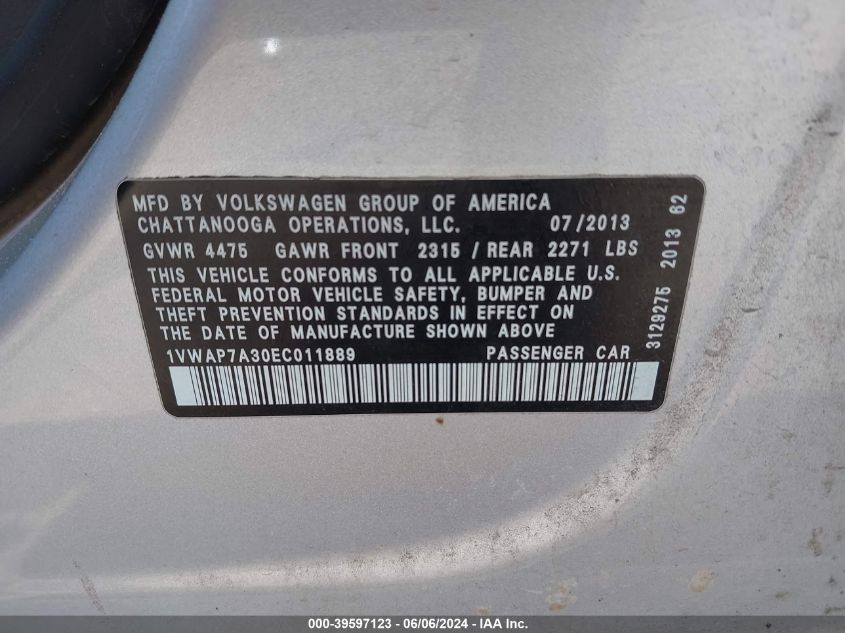 MFD BY VOLKSWAGEN GROUP OF AMERICA
CHATTANOOGA OPERATIONS, LLC. 07/2013
GVWR 4475 GAWR FRONT 2315 / REAR 2271 LBS
THIS VEHICLE CONFORMS TO ALL APPLICABLE U.S.
FEDERAL MOTOR VEHICLE SAFETY, BUMPER AND
THEFT PREVENTION STANDARDS IN EFFECT ON
THE DATE OF MANUFACTURE SHOWN ABOVE
1VWAP7A30EC011889 PASSENGER CAR
3129275 2013 62
000-39597123 - 06/06/2024 - IAA Inc.